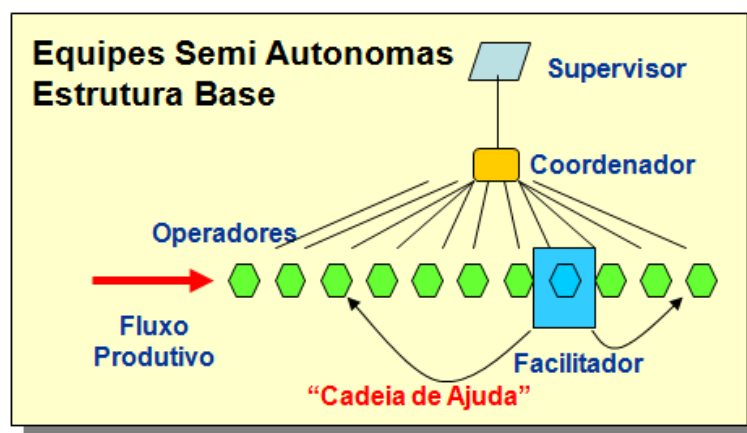 Equipes Semi Autonomas
Estrutura Base
Supervisor
Coordenador
Operadores
Fluxo
Produtivo
Facilitador
“Cadeia de Ajuda”